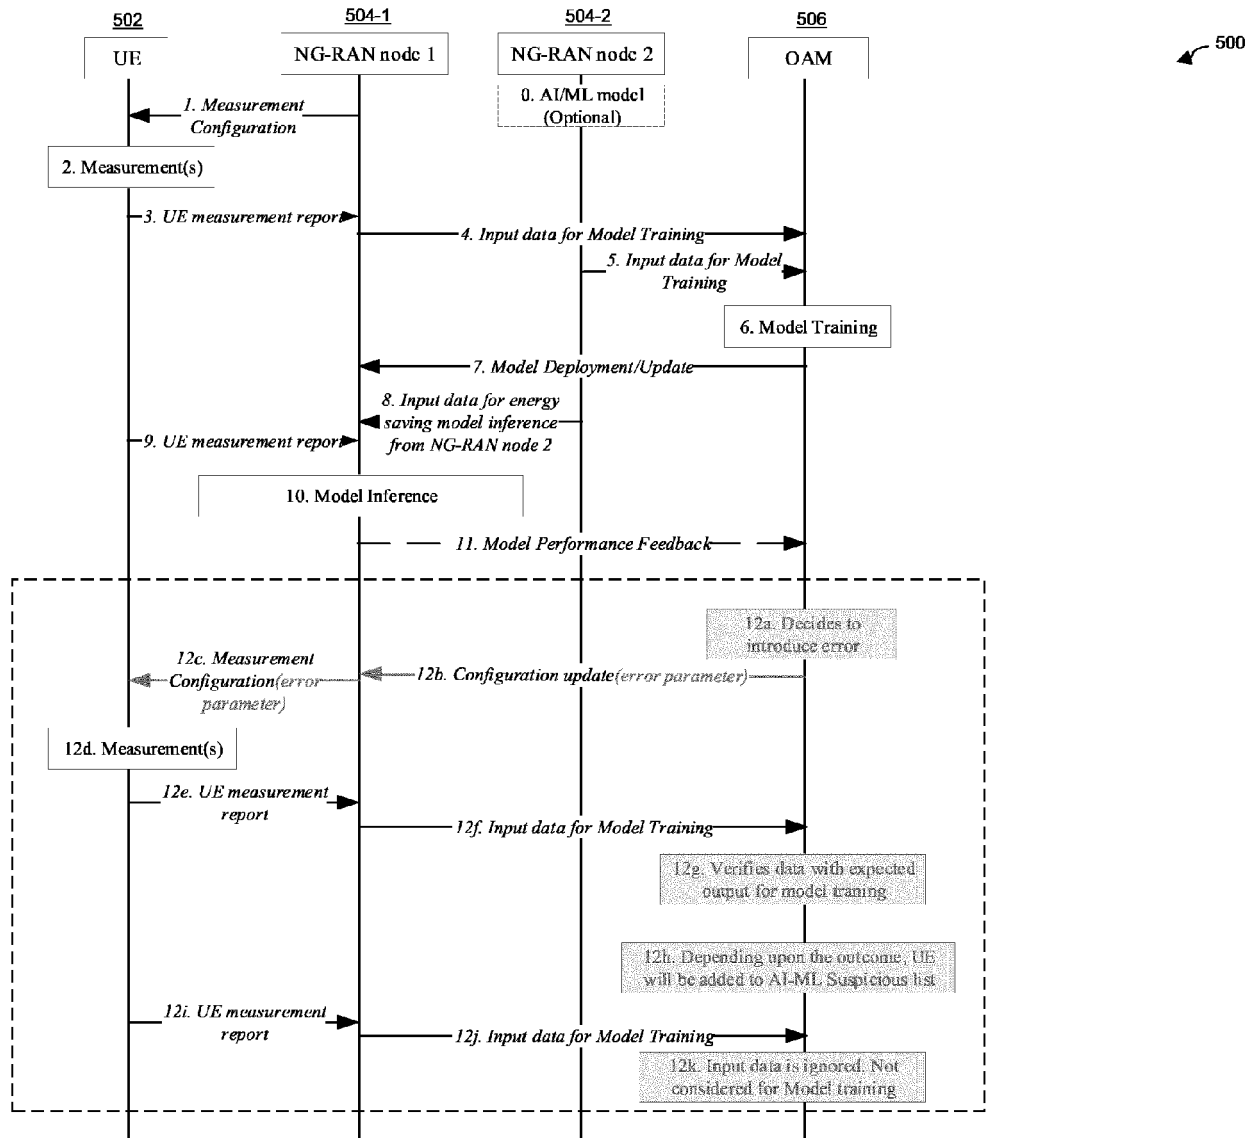 502
504-1
504-2
506
500
UE
NG-RAN node 1
NG-RAN node 2
OAM
0. AI/ML model
(Optional)
1. Measurement
Configuration
2. Measurement(s)
3. UE measurement report
4. Input data for Model Training
5. Input data for Model
Training
6. Model Training
7. Model Deployment/Update
8. Input data for energy
saving model inference
from NG-RAN node 2
9. UE measurement report
10. Model Inference
11. Model Performance Feedback
12a. Decides to
introduce error
12b. Configuration update(error parameter)
12c. Measurement
Configuration(error
parameter)
12d. Measurement(s)
12e. UE measurement
report
12f. Input data for Model Training
12g. Verifies data with expected
output for model traning
12h. Depending upon the outcome, UE
will be added to AI-ML Suspicious list
12i. UE measurement
report
12j. Input data for Model Training
12k. Input data is ignored. Not
considered for Model training